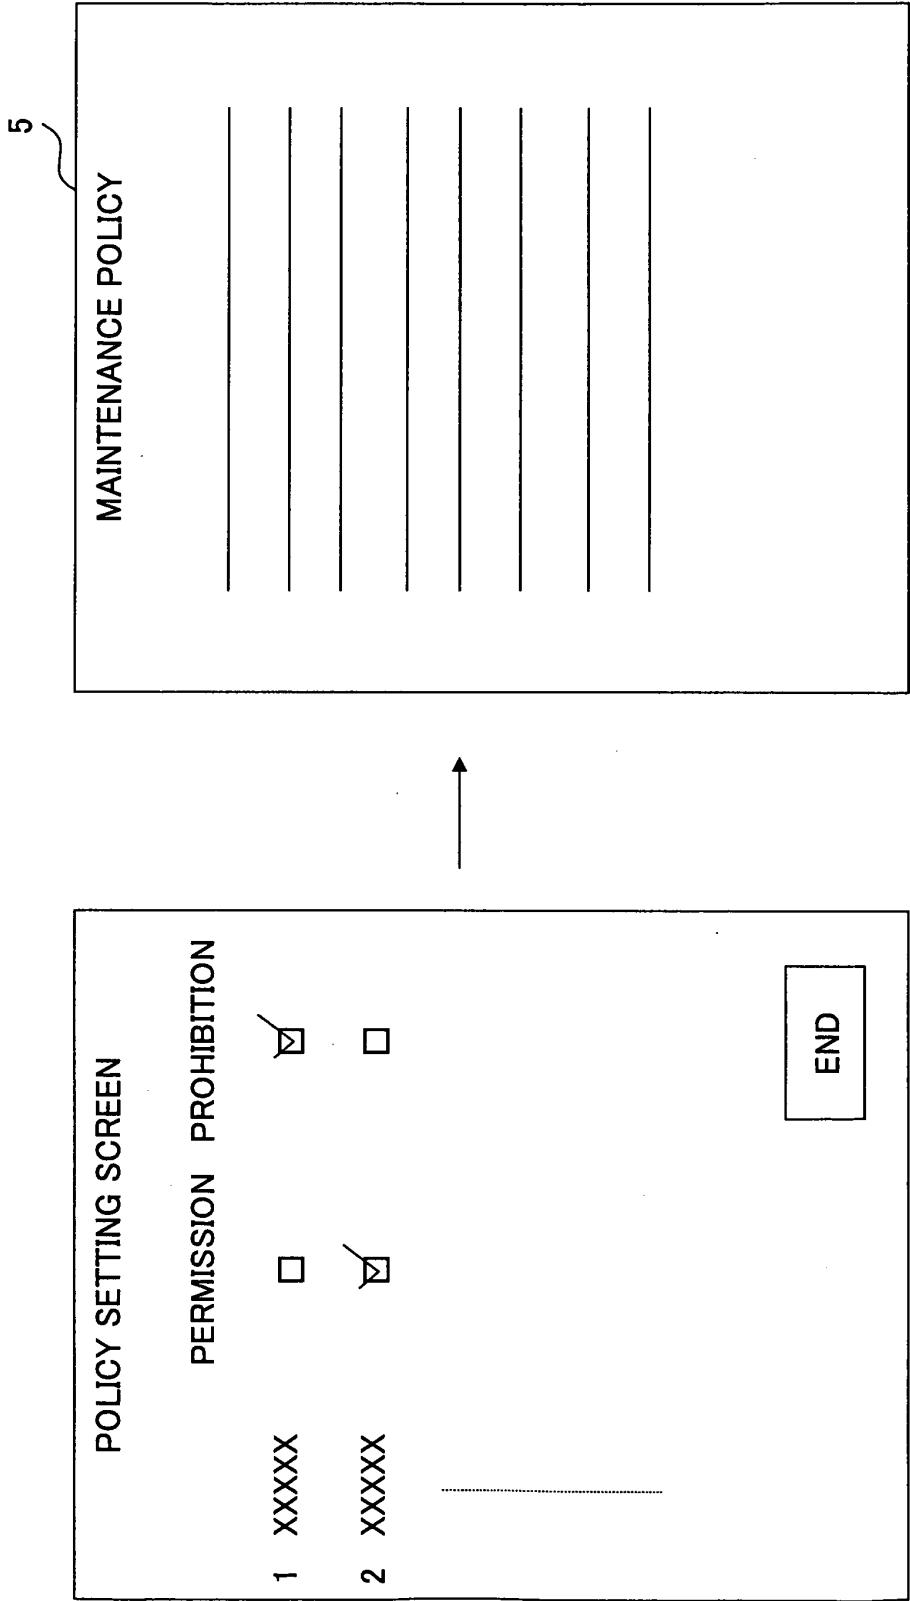 POLICY SETTING SCREEN
PERMISSION PROHIBITION
1 XXXXX
2 XXXXX
END
5
MAINTENANCE POLICY